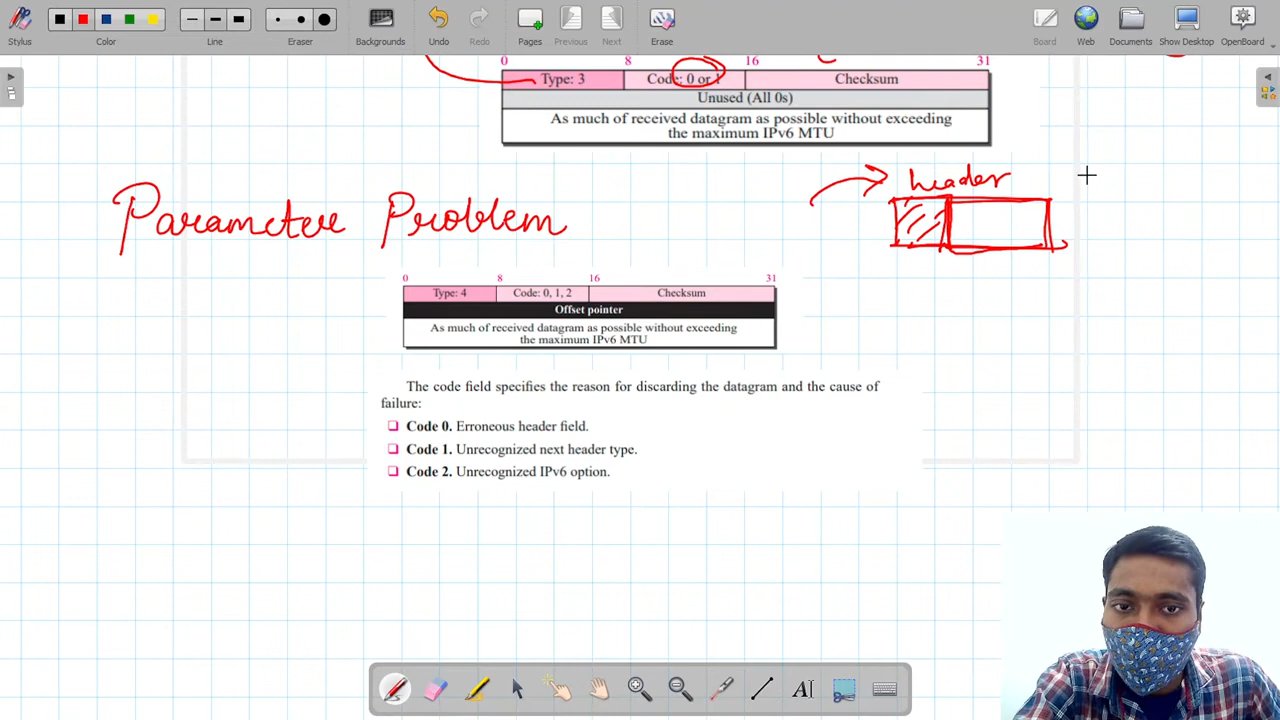 Stylus
Color
Line
Eraser
Backgrounds
Undo
Redo
Pages
Previous
Next
Erase
Board
Web
Documents
Show Desktop
OpenBoard
0 8 16 31
Type: 3 Code: 0 or 1 Checksum
Unused (All 0s)
As much of received datagram as possible without exceeding
the maximum IPv6 MTU
header
Parameter Problem
0 8 16 31
Type: 4 Code: 0, 1, 2 Checksum
Offset pointer
As much of received datagram as possible without exceeding
the maximum IPv6 MTU
The code field specifies the reason for discarding the datagram and the cause of
failure:
❑ Code 0. Erroneous header field.
❑ Code 1. Unrecognized next header type.
❑ Code 2. Unrecognized IPv6 option.